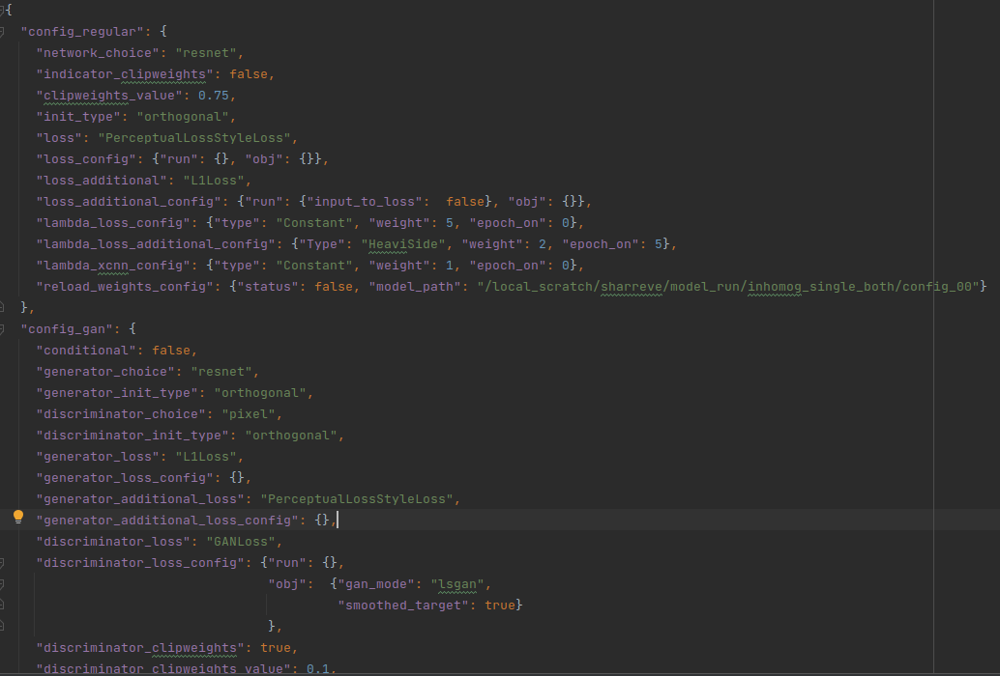 {
"config_regular": {
"network_choice": "resnet",
"indicator_clipweights": false,
"clipweights_value": 0.75,
"init_type": "orthogonal",
"loss": "PerceptualLossStyleLoss",
"loss_config": {"run": {}, "obj": {}},
"loss_additional": "L1Loss",
"loss_additional_config": {"run": {"input_to_loss":  false}, "obj": {}},
"lambda_loss_config": {"type": "Constant", "weight": 5, "epoch_on": 0},
"lambda_loss_additional_config": {"Type": "HeaviSide", "weight": 2, "epoch_on": 5},
"lambda_xcnn_config": {"type": "Constant", "weight": 1, "epoch_on": 0},
"reload_weights_config": {"status": false, "model_path": "/local_scratch/sharreve/model_run/inhomog_single_both/config_00"}
},
"config_gan": {
"conditional": false,
"generator_choice": "resnet",
"generator_init_type": "orthogonal",
"discriminator_choice": "pixel",
"discriminator_init_type": "orthogonal",
"generator_loss": "L1Loss",
"generator_loss_config": {},
"generator_additional_loss": "PerceptualLossStyleLoss",
"generator_additional_loss_config": {},
"discriminator_loss": "GANLoss",
"discriminator_loss_config": {"run": {},
"obj":  {"gan_mode": "lsgan",
"smoothed_target": true}
},
"discriminator_clipweights": true,
"discriminator_clipweights_value": 0.1,